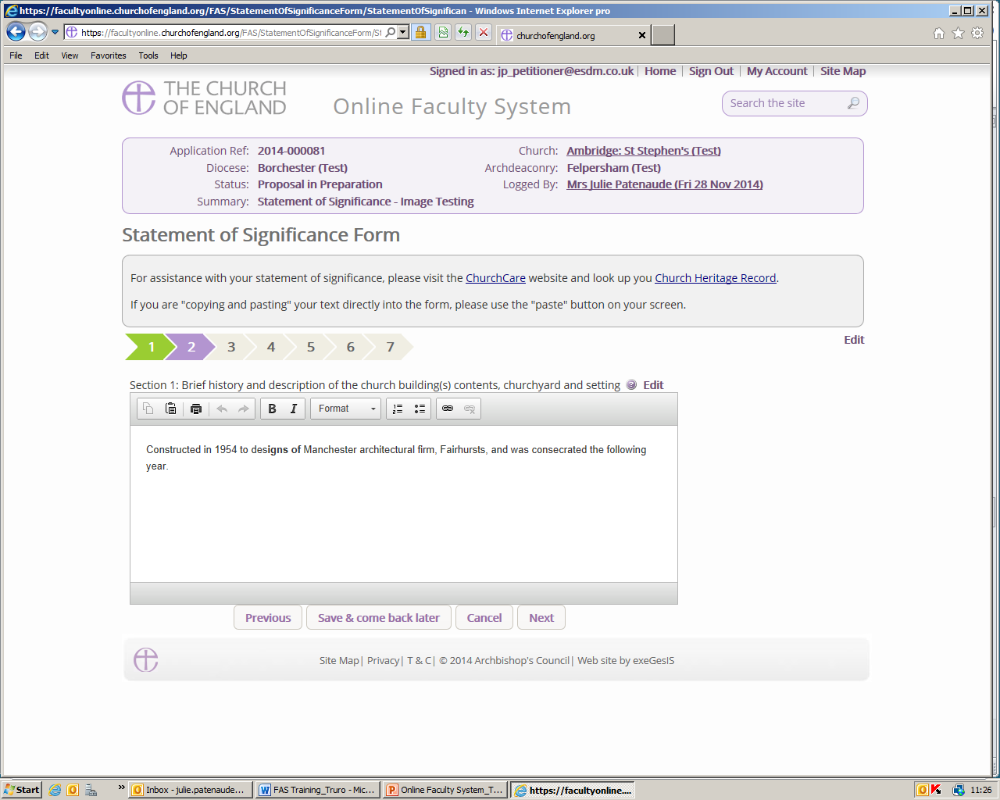 https://facultyonline.churchofengland.org/FAS/StatementOfSignificanceForm/StatementOfSignifican - Windows Internet Explorer pro
https://facultyonline.churchofengland.org/FAS/StatementOfSignificanceForm/St
churchofengland.org
File Edit View Favorites Tools Help
Signed in as: jp_petitioner@esdm.co.uk | Home | Sign Out | My Account | Site Map
THE CHURCH
OF ENGLAND
Online Faculty System
Search the site
Application Ref: 2014-000081 Church: Ambridge: St Stephen's (Test)
Diocese: Borchester (Test) Archdeaconry: Felpersham (Test)
Status: Proposal in Preparation Logged By: Mrs Julie Patenaude (Fri 28 Nov 2014)
Summary: Statement of Significance - Image Testing
Statement of Significance Form
For assistance with your statement of significance, please visit the ChurchCare website and look up you Church Heritage Record.
If you are "copying and pasting" your text directly into the form, please use the "paste" button on your screen.
1 2 3 4 5 6 7 Edit
Section 1: Brief history and description of the church building(s) contents, churchyard and setting ? Edit
B I Format
Constructed in 1954 to designs of Manchester architectural firm, Fairhursts, and was consecrated the following
year.
Previous Save & come back later Cancel Next
Site Map| Privacy| T & C| © 2014 Archbishop's Council| Web site by exeGesIS
Start Inbox - julie.patenaude... FAS Training_Truro - Mic... Online Faculty System_T... https://facultyonline.... 11:26